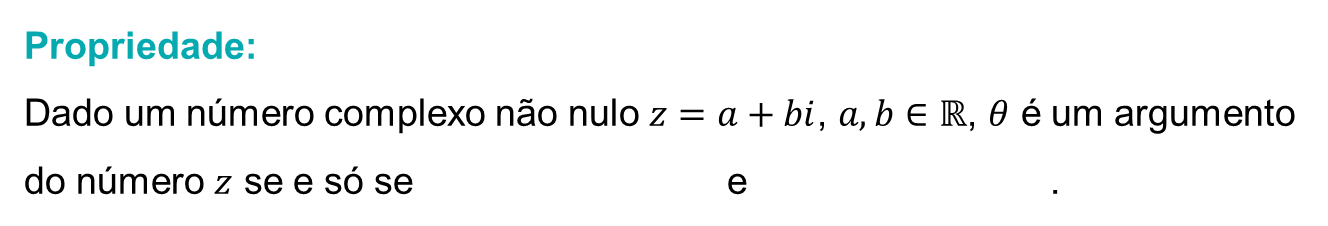 Propriedade:
Dado um número complexo não nulo z = a + bi, a, b ∈ ℝ, θ é um argumento
do número z se e só se e .